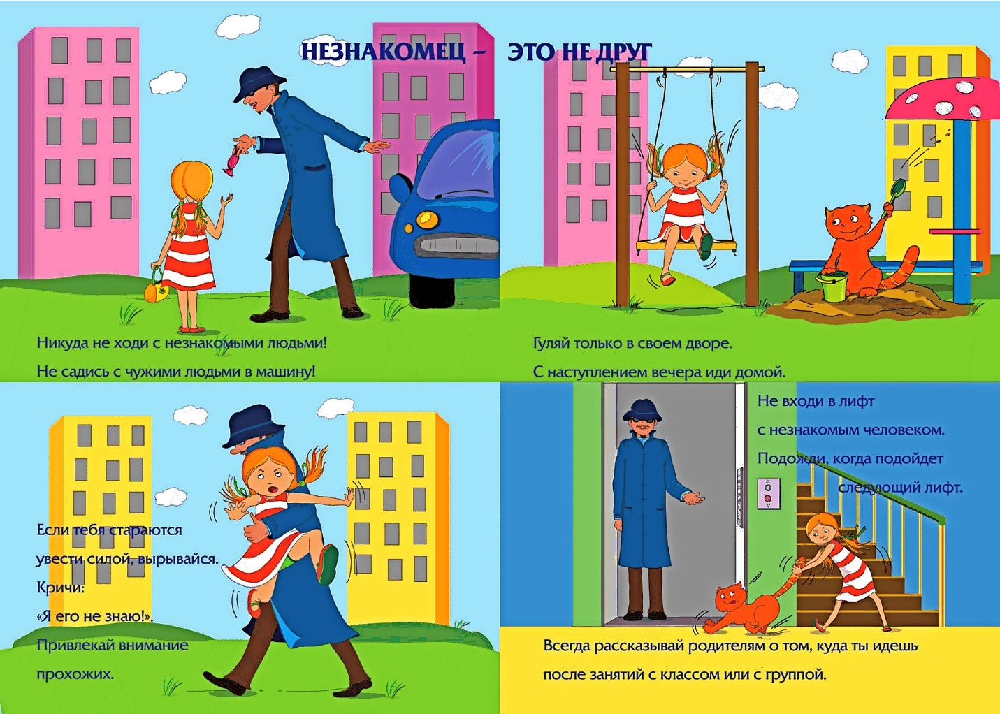 НЕЗНАКОМЕЦ – ЭТО НЕ ДРУГ
Никуда не ходи с незнакомыми людьми!
Не садись с чужими людьми в машину!
Гуляй только в своем дворе.
С наступлением вечера иди домой.
Если тебя стараются
увести силой, вырывайся.
Кричи:
«Я его не знаю!».
Привлекай внимание
прохожих.
Не входи в лифт
с незнакомым человеком.
Подожди, когда подойдет
следующий лифт.
Всегда рассказывай родителям о том, куда ты идешь
после занятий с классом или с группой.